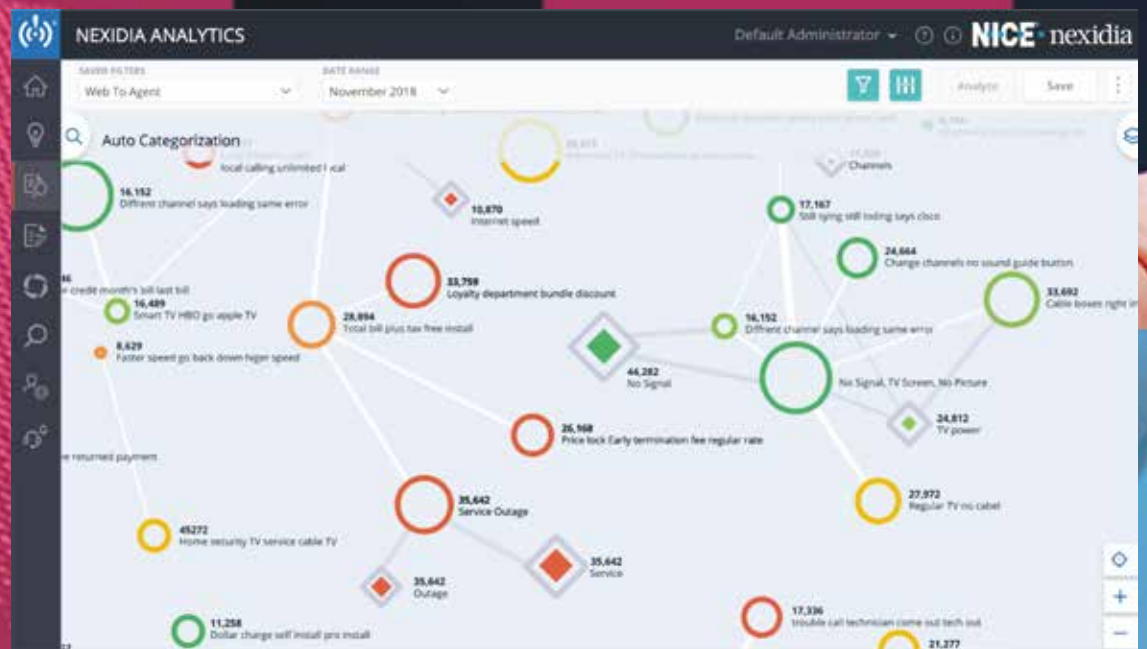 NEXIDIA ANALYTICS
Default Administrator
NICE nexidia
SAVED FILTERS
DATE RANGE
Web To Agent
November 2018
Analyze
Save
Auto Categorization
local calling unlimited local
Channels
16,152
Diffrent channel says loading same error
10,870
Internet speed
17,167
Still sying still loding says cisco
24,664
Change channels no sound guide button
33,759
Loyalty department bundle discount
33,692
Cable boxes right
credit month's bill last bill
16,489
Smart TV HBO go apple TV
28,894
Total bill plus tax free install
16,152
Diffrent channel says loading same error
8,629
Faster speed go back down higer speed
44,282
No Signal
No Signal, TV Screen, No Picture
24,812
TV power
26,168
Price lock Early termination fee regular rate
returned payment
35,642
Service Outage
27,972
Regular TV no cabel
45272
Home security TV service cable TV
35,642
Service
35,642
Outage
11,258
Dollar charge self install pro install
17,336
trouble call technician come out tech out
21,277